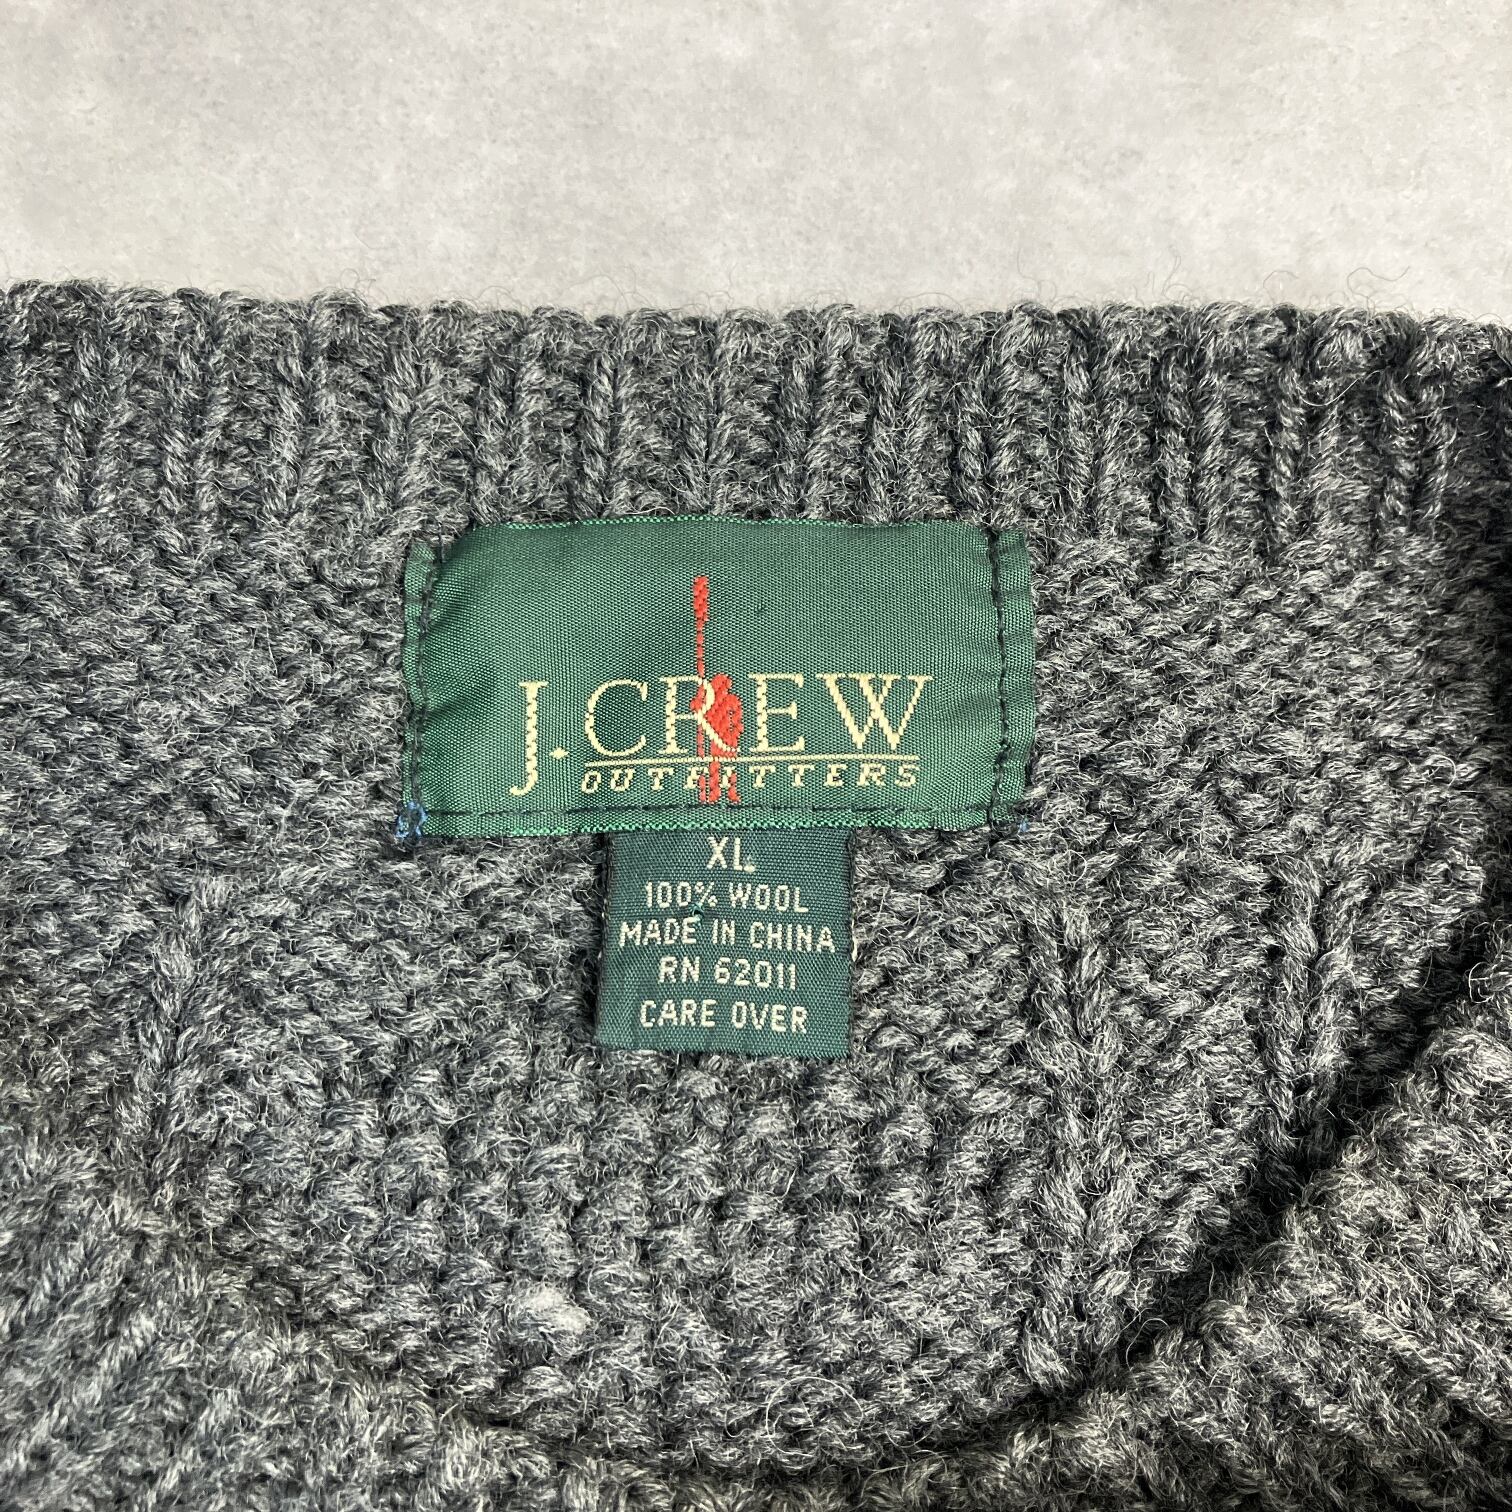 J.CREW
OUTFITTERS
XL
100% WOOL
MADE IN CHINA
RN 62011
CARE OVER